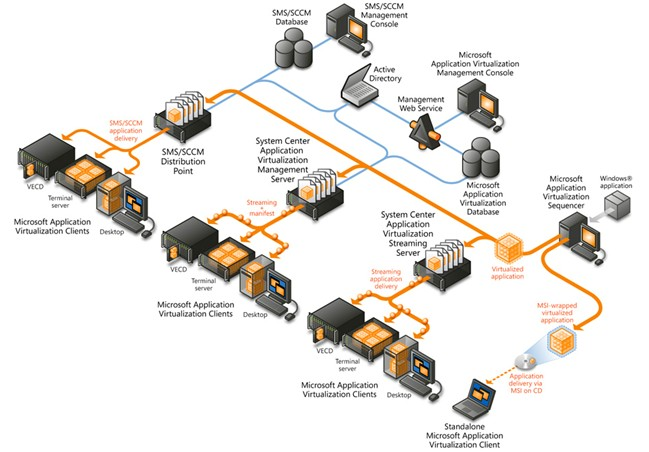 SMS/SCCM
Database
SMS/SCCM
Management
Console
Active
Directory
Microsoft
Application Virtualization
Management Console
Management
Web Service
SMS/SCCM
application
delivery
SMS/SCCM
Distribution
Point
System Center
Application
Virtualization
Management
Server
Microsoft
Application
Virtualization
Database
Microsoft
Application
Virtualization
Sequencer
Windows®
application
VECD
Terminal
server
Desktop
Microsoft Application
Virtualization Clients
Streaming
+
manifest
System Center
Application
Virtualization
Streaming
Server
Virtualized
application
VECD
Terminal
server
Desktop
Microsoft Application
Virtualization Clients
Streaming
application
delivery
MSI-wrapped
virtualized
application
VECD
Terminal
server
Desktop
Microsoft Application
Virtualization Clients
Application
delivery via
MSI on CD
Standalone
Microsoft Application
Virtualization Client